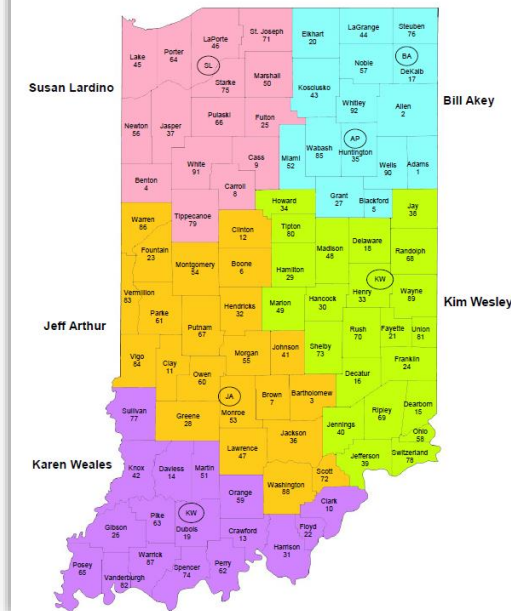 Susan Lardino
Bill Akey
Kim Wesley
Jeff Arthur
Karen Weales
Lake
45
Porter
64
LaPorte
46
St. Joseph
71
Elkhart
20
LaGrange
44
Steuben
76
SL
Starke
75
Marshall
50
Kosciusko
43
Noble
57
BA
DeKalb
17
Newton
56
Jasper
37
Pulaski
66
Fulton
25
Whitley
92
Allen
2
Wabash
85
AP
Huntington
35
Miami
52
Wells
90
Adams
1
Benton
4
White
91
Cass
9
Carroll
8
Grant
27
Blackford
5
Howard
34
Jay
38
Tippecanoe
79
Warren
86
Clinton
12
Tipton
80
Fountain
23
Montgomery
54
Boone
6
Hamilton
29
Madison
48
Delaware
18
Randolph
68
KW
Vermillion
83
Parke
61
Putnam
67
Hendricks
32
Marion
49
Hancock
30
Henry
33
Wayne
89
Rush
70
Fayette
21
Union
81
Shelby
73
Johnson
41
Morgan
55
Franklin
24
Vigo
84
Clay
11
Owen
60
Decatur
16
JA
Monroe
53
Brown
7
Bartholomew
3
Ripley
69
Dearborn
15
Ohio
58
Sullivan
77
Greene
28
Jennings
40
Switzerland
78
Jackson
36
Lawrence
47
Jefferson
39
Scott
72
Washington
88
Knox
42
Daviess
14
Martin
51
Orange
59
Clark
10
Floyd
22
Pike
63
KW
Dubois
19
Crawford
13
Harrison
31
Gibson
26
Warrick
87
Posey
65
Vanderburgh
82
Spencer
74
Perry
62